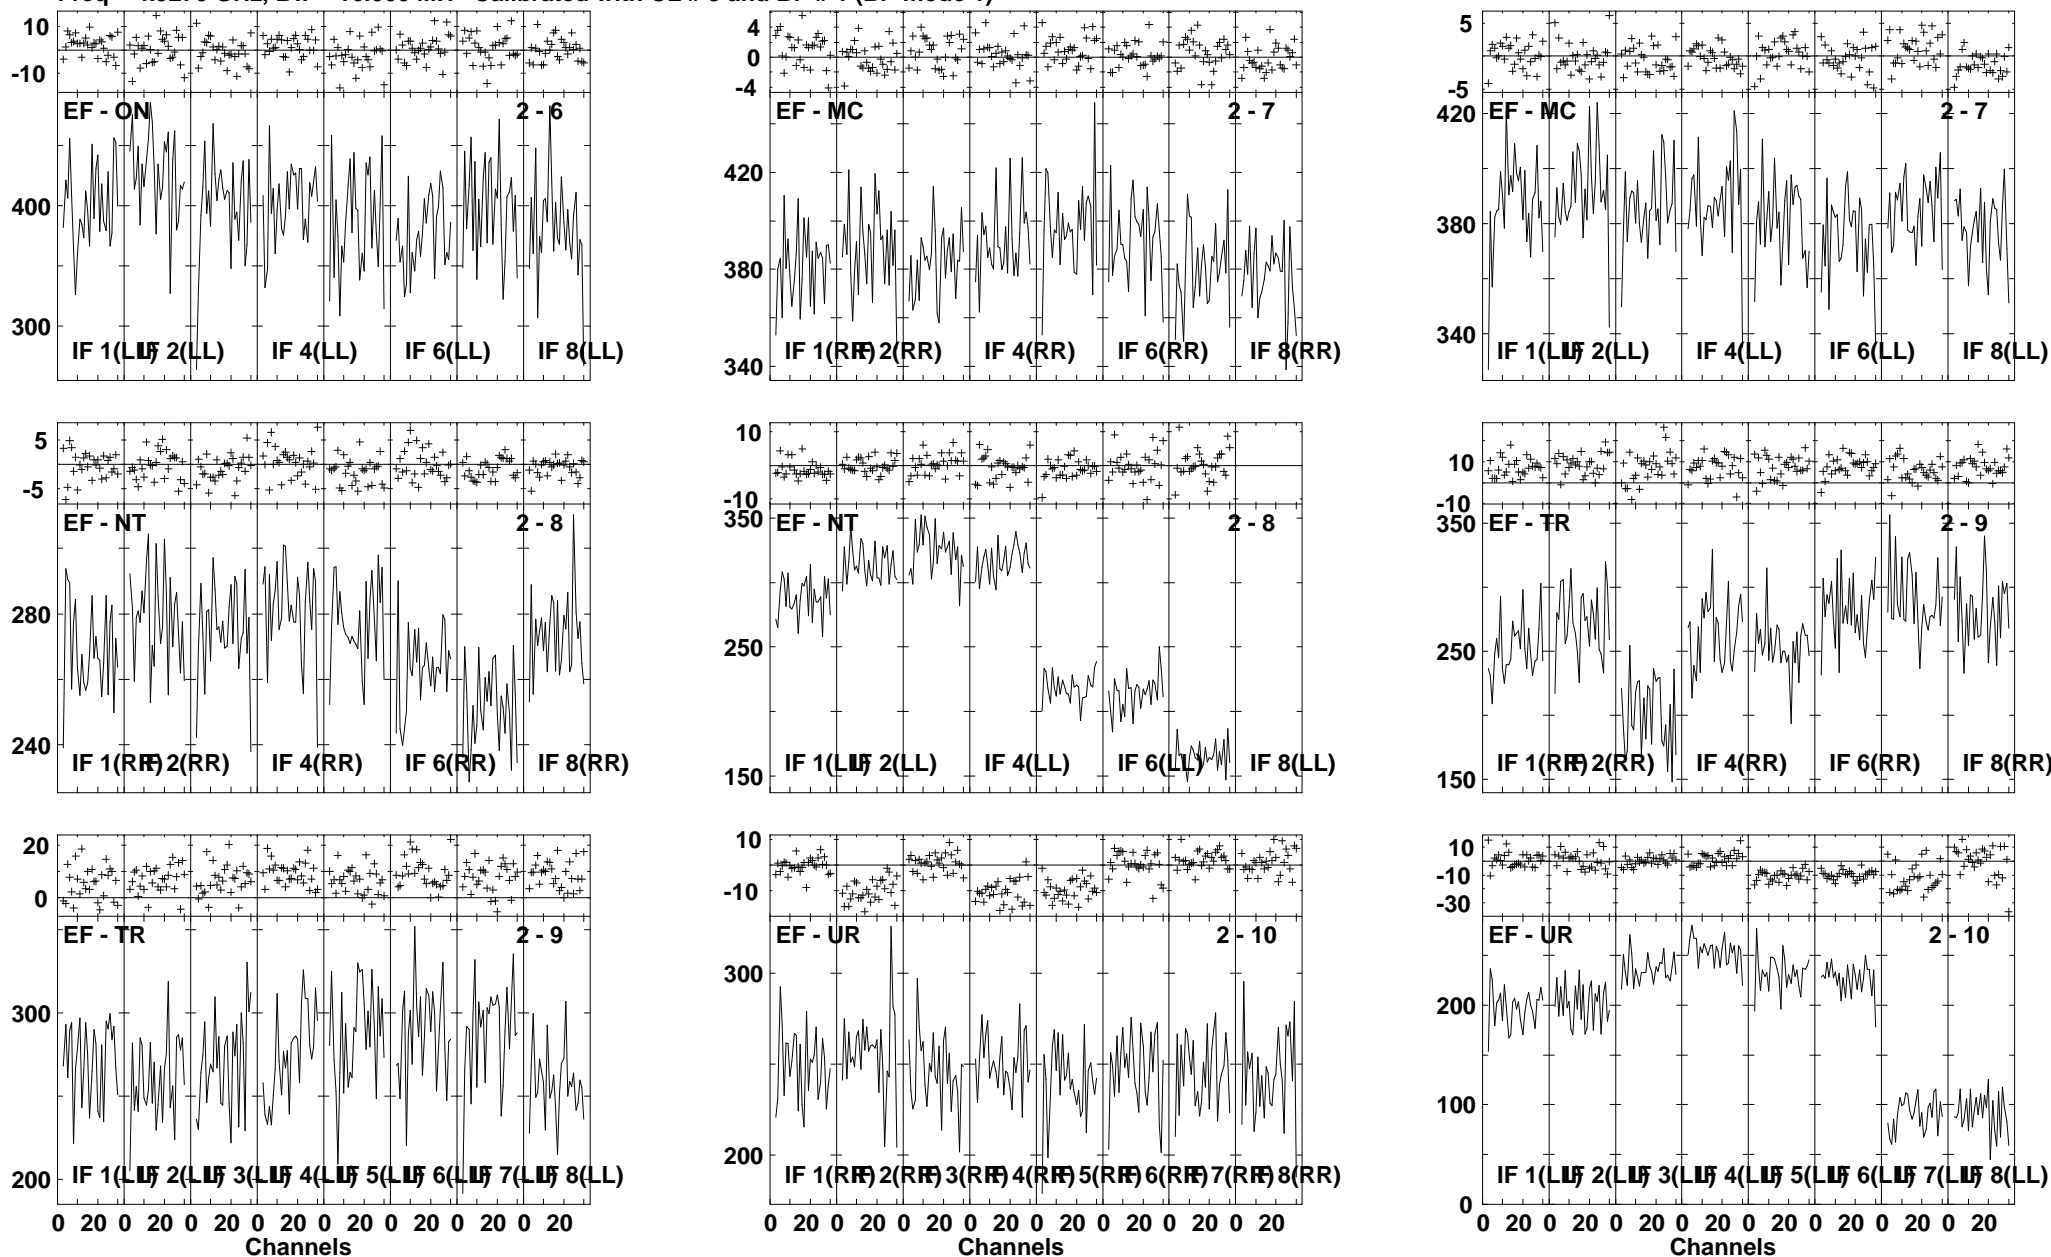 10
-10
EF - ON
2 - 6
400
300
IF 1(LL)
IF 2(LL)
IF 4(LL)
IF 6(LL)
IF 8(LL)
4
0
-4
EF - MC
2 - 7
420
380
340
IF 1(RR)
IF 2(RR)
IF 4(RR)
IF 6(RR)
IF 8(RR)
5
-5
EF - MC
2 - 7
420
380
340
IF 1(LL)
IF 2(LL)
IF 4(LL)
IF 6(LL)
IF 8(LL)
5
-5
EF - NT
2 - 8
280
240
IF 1(RR)
IF 2(RR)
IF 4(RR)
IF 6(RR)
IF 8(RR)
10
-10
EF - NT
2 - 8
350
250
150
IF 1(LL)
IF 2(LL)
IF 4(LL)
IF 6(LL)
IF 8(LL)
10
-10
EF - TR
2 - 9
350
250
150
IF 1(RR)
IF 2(RR)
IF 4(RR)
IF 6(RR)
IF 8(RR)
20
0
EF - TR
2 - 9
300
200
IF 1(LL)
IF 2(LL)
IF 3(LL)
IF 4(LL)
IF 5(LL)
IF 6(LL)
IF 7(LL)
IF 8(LL)
0 20 0 20 0 20 0 20 0 20 0 20 0 20 0 20
Channels
10
-10
EF - UR
2 - 10
300
200
IF 1(RR)
IF 2(RR)
IF 3(RR)
IF 4(RR)
IF 5(RR)
IF 6(RR)
IF 7(RR)
IF 8(RR)
0 20 0 20 0 20 0 20 0 20 0 20 0 20 0 20
Channels
10
-10
-30
EF - UR
2 - 10
200
100
0
IF 1(LL)
IF 2(LL)
IF 3(LL)
IF 4(LL)
IF 5(LL)
IF 6(LL)
IF 7(LL)
IF 8(LL)
0 20 0 20 0 20 0 20 0 20 0 20 0 20 0 20
Channels